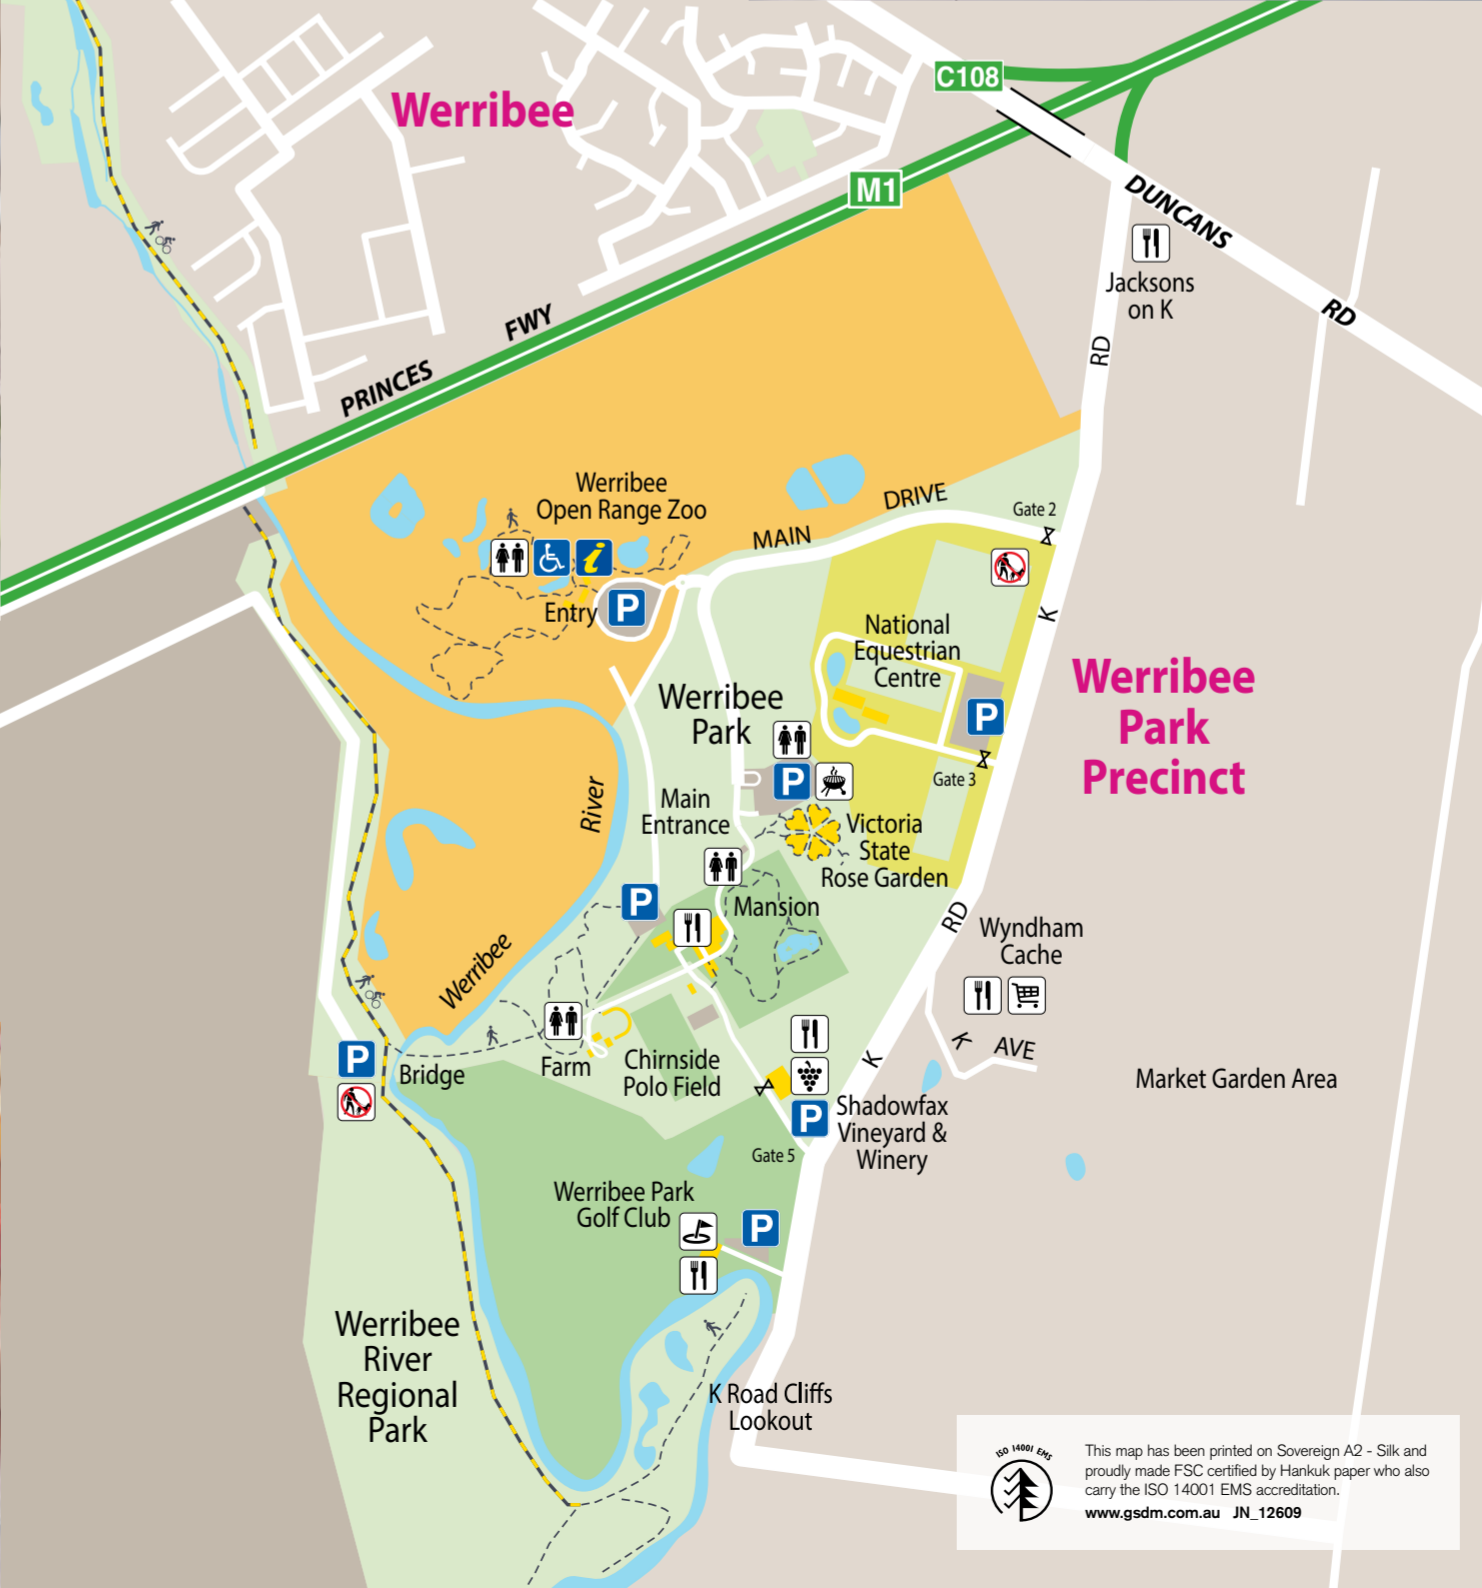 C108
Werribee
M1
DUNCANS
RD
Jacksons
on K
RD
FWY
PRINCES
Werribee
Open Range Zoo
DRIVE
MAIN
Gate 2
i
Entry
P
K
National
Equestrian
Centre
Werribee
Park
Precinct
Werribee
Park
P
P
Gate 3
River
Main
Entrance
Victoria
State
Rose Garden
P
Mansion
RD
Wyndham
Cache
Werribee
K AVE
P
Bridge
Farm
Chirnside
Polo Field
K
Market Garden Area
P
Shadowfax
Vineyard &
Winery
Gate 5
Werribee Park
Golf Club
P
Werribee
River
Regional
Park
K Road Cliffs
Lookout
ISO 14001 EMS
This map has been printed on Sovereign A2 - Silk and
proudly made FSC certified by Hankuk paper who also
carry the ISO 14001 EMS accreditation.
www.gsdm.com.au JN_12609